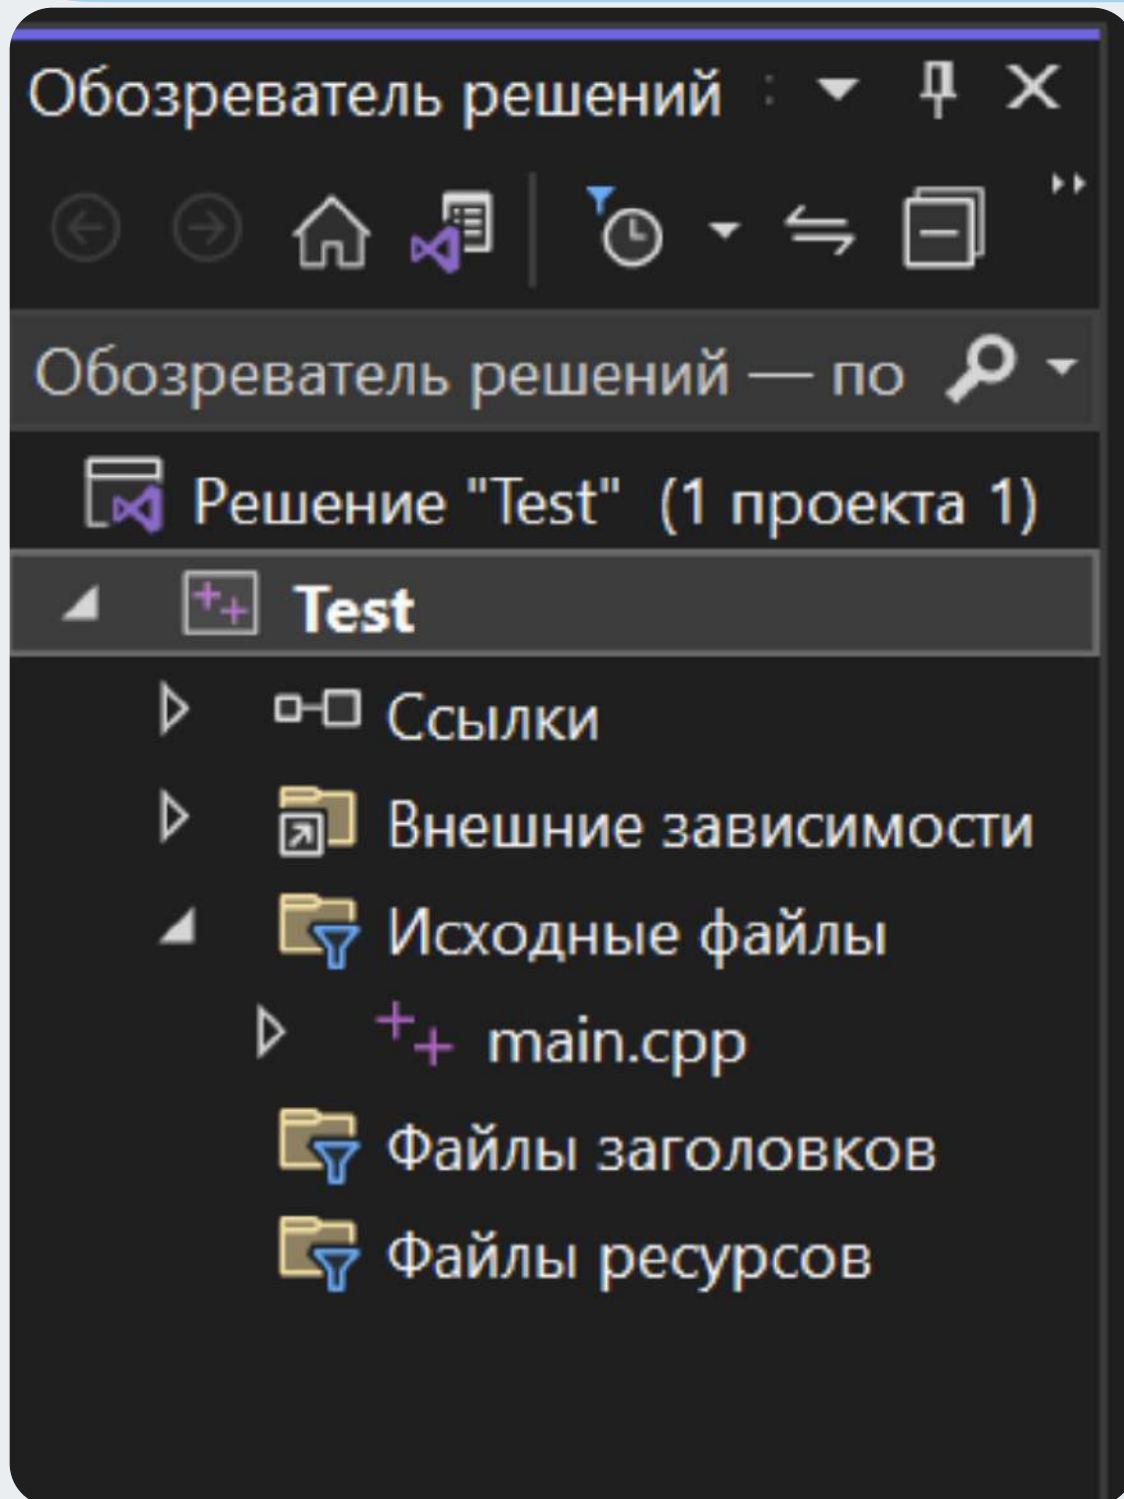 Обозреватель решений
Обозреватель решений — по
Решение "Test" (1 проекта 1)
Test
Ссылки
Внешние зависимости
Исходные файлы
main.cpp
Файлы заголовков
Файлы ресурсов